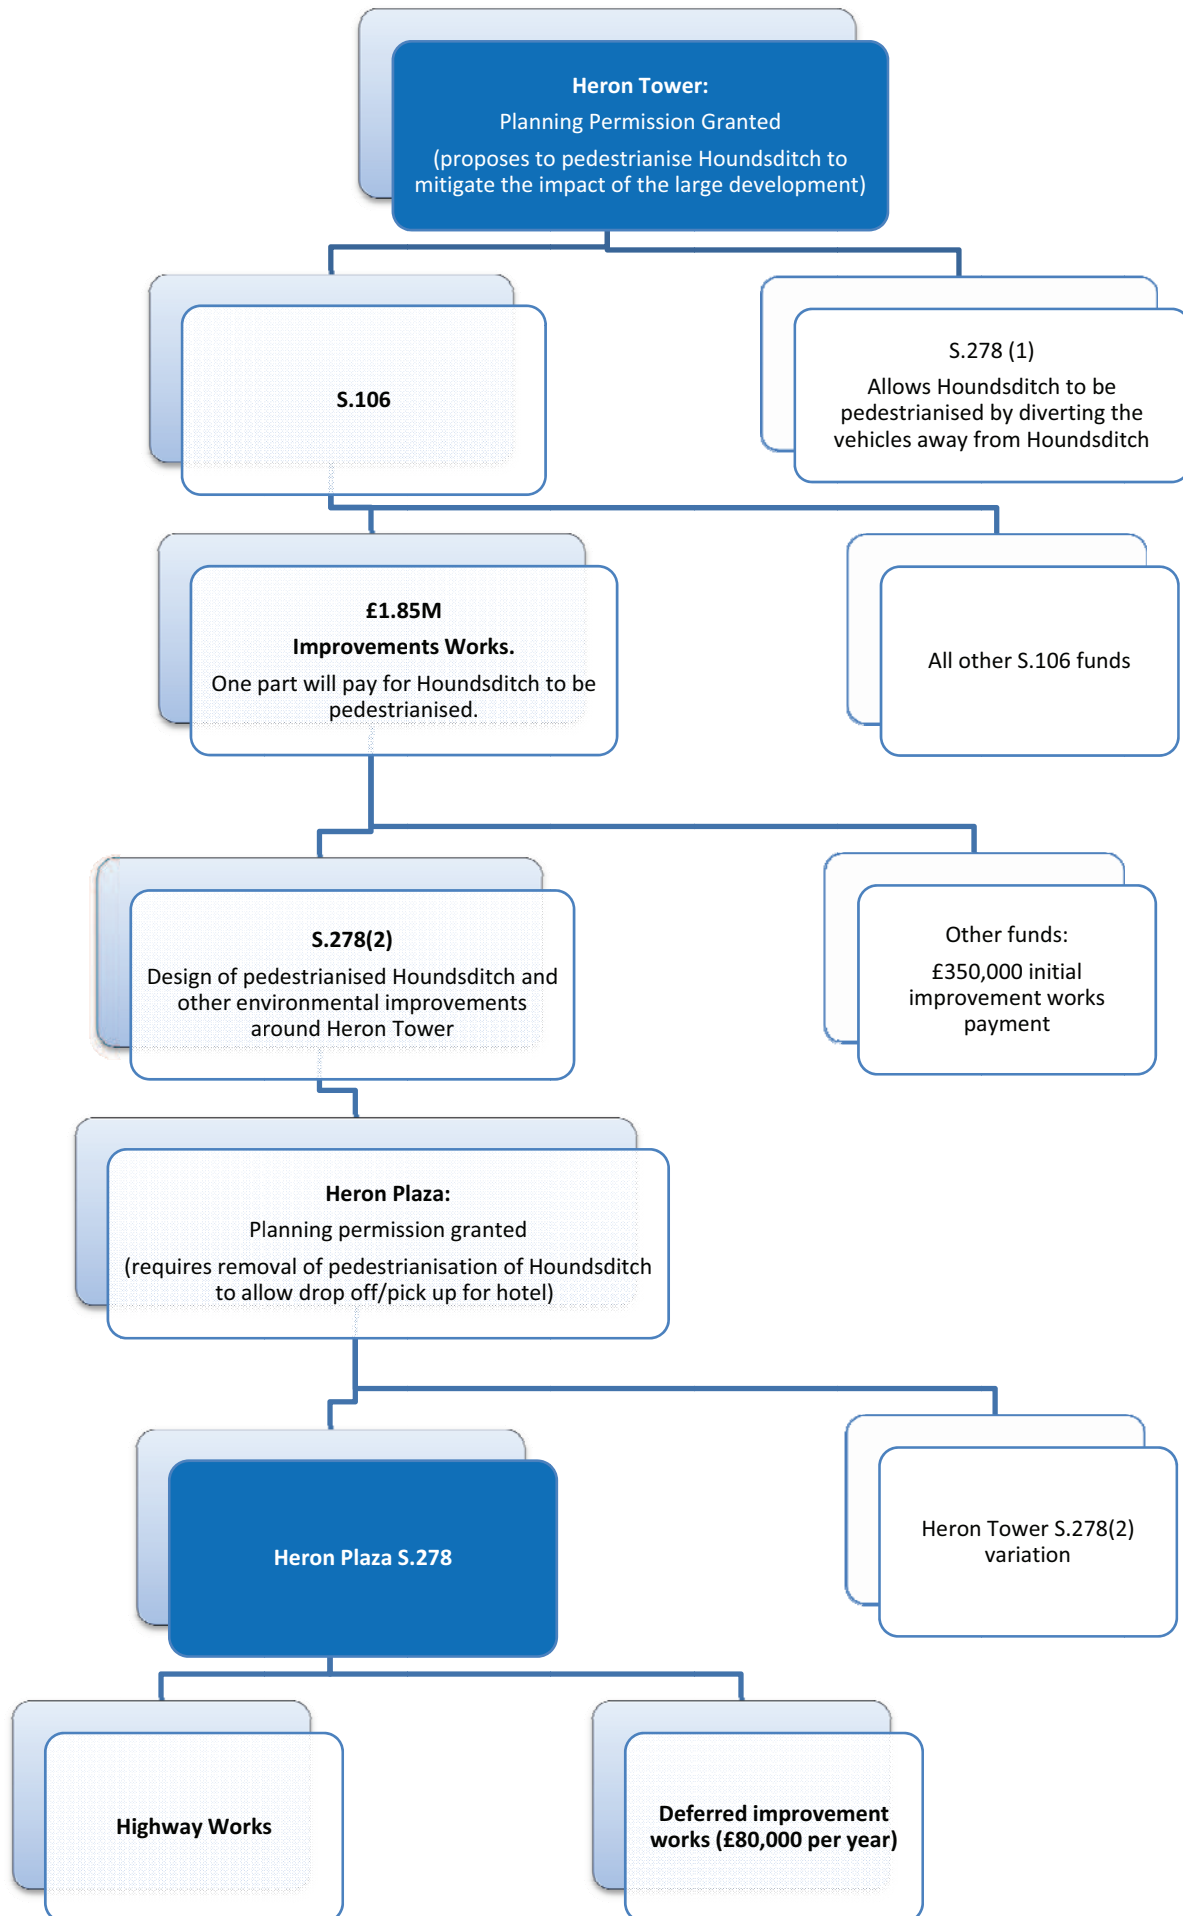 Heron Tower:
Planning Permission Granted
(proposes to pedestrianise Houndsditch to
mitigate the impact of the large development)
S.106
S.278 (1)
Allows Houndsditch to be
pedestrianised by diverting the
vehicles away from Houndsditch
£1.85M
Improvements Works.
One part will pay for Houndsditch to be
pedestrianised.
All other S.106 funds
S.278(2)
Design of pedestrianised Houndsditch and
other environmental improvements
around Heron Tower
Other funds:
£350,000 initial
improvement works
payment
Heron Plaza:
Planning permission granted
(requires removal of pedestrianisation of Houndsditch
to allow drop off/pick up for hotel)
Heron Plaza S.278
Heron Tower S.278(2)
variation
Highway Works
Deferred improvement
works (£80,000 per year)